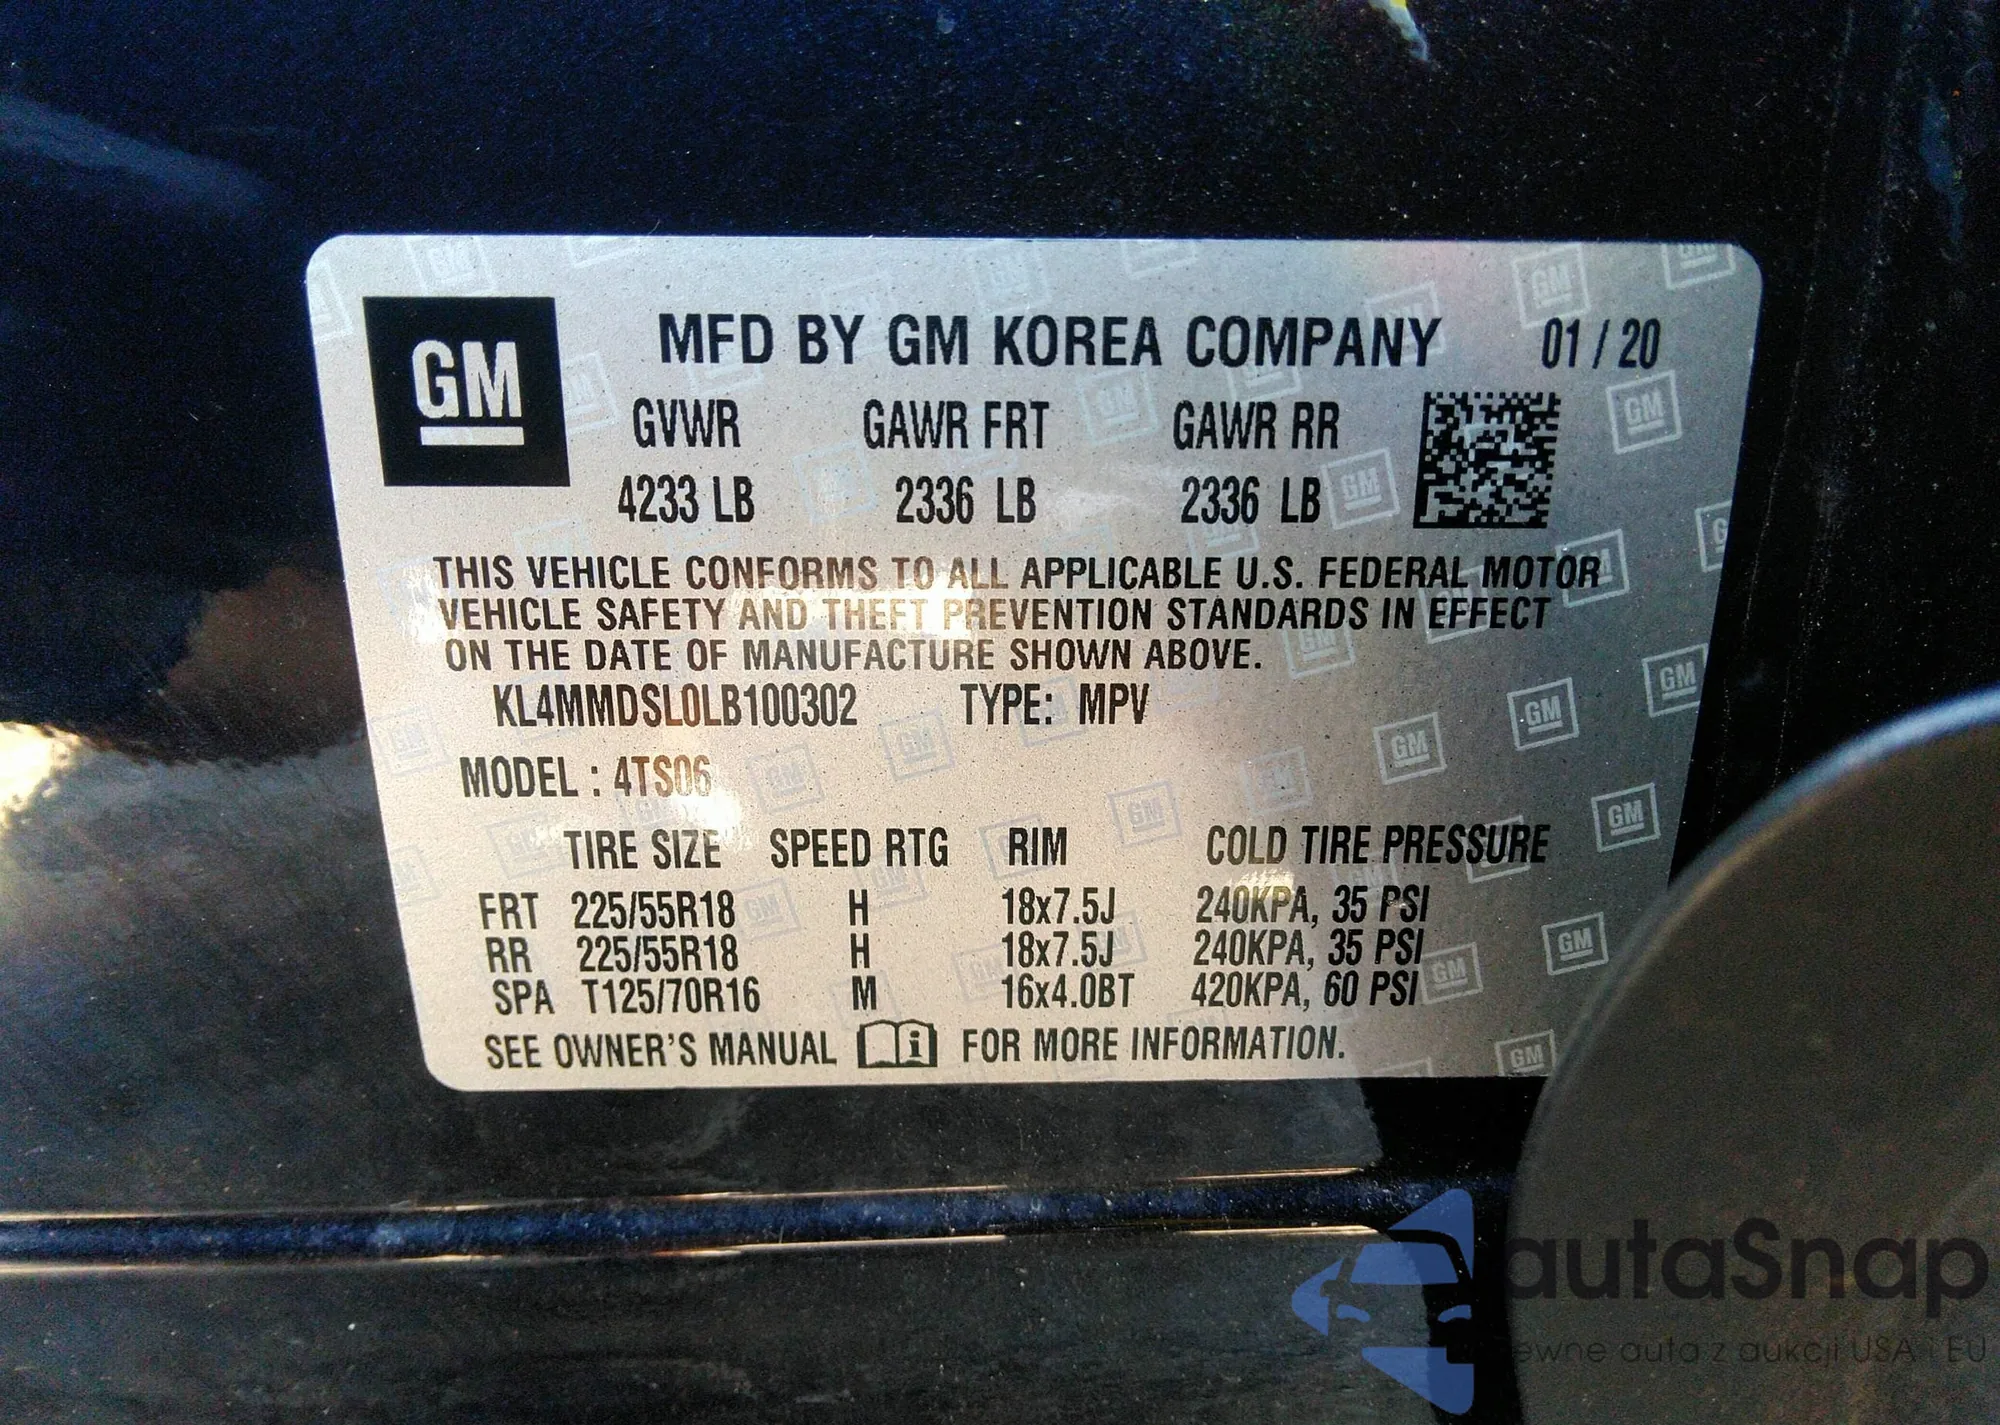 GM
MFD BY GM KOREA COMPANY 01 / 20
GVWR GAWR FRT GAWR RR
4233 LB 2336 LB 2336 LB
THIS VEHICLE CONFORMS TO ALL APPLICABLE U.S. FEDERAL MOTOR
VEHICLE SAFETY AND THEFT PREVENTION STANDARDS IN EFFECT
ON THE DATE OF MANUFACTURE SHOWN ABOVE.
KL4MMDSL0LB100302 TYPE: MPV
MODEL : 4TS06
TIRE SIZE SPEED RTG RIM COLD TIRE PRESSURE
FRT 225/55R18 H 18x7.5J 240KPA, 35 PSI
RR 225/55R18 H 18x7.5J 240KPA, 35 PSI
SPA T125/70R16 M 16x4.0BT 420KPA, 60 PSI
SEE OWNER'S MANUAL i FOR MORE INFORMATION.
autaSnap
auta z aukcji USA i EU